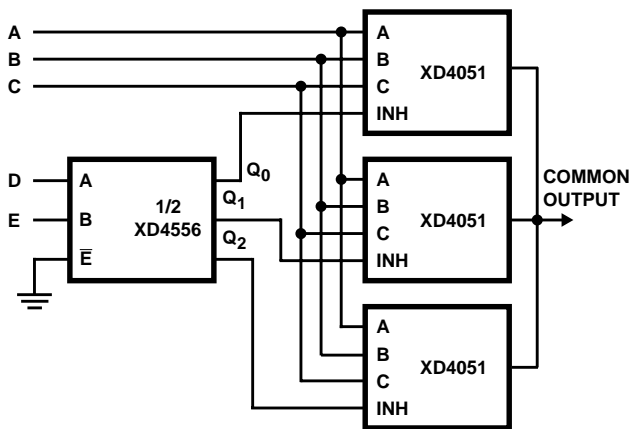 A
B
C
A
B
C
INH
XD4051
D
E
A
B
E̅
1/2
XD4556
Q0
Q1
Q2
A
B
C
INH
XD4051
COMMON
OUTPUT
A
B
C
INH
XD4051